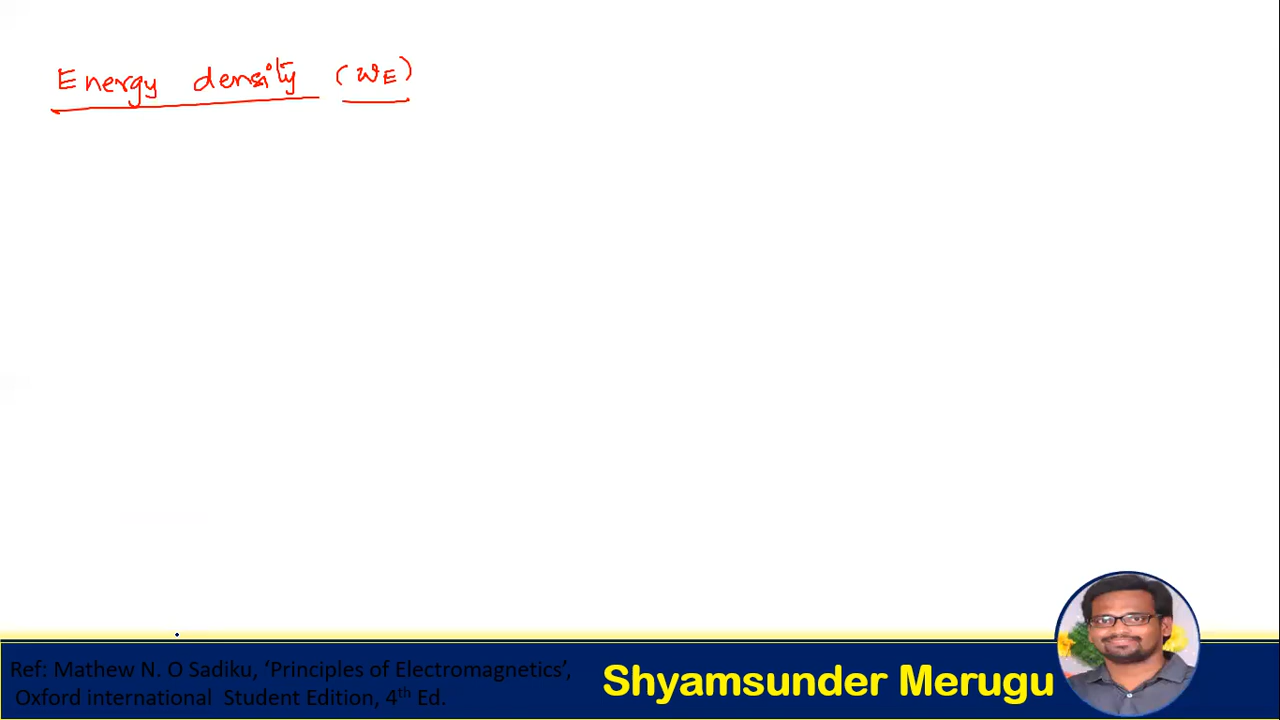 Energy density (WE)
Ref: Mathew N. O Sadiku, ‘Principles of Electromagnetics’,
Oxford international Student Edition, 4th Ed.
Shyamsunder Merugu